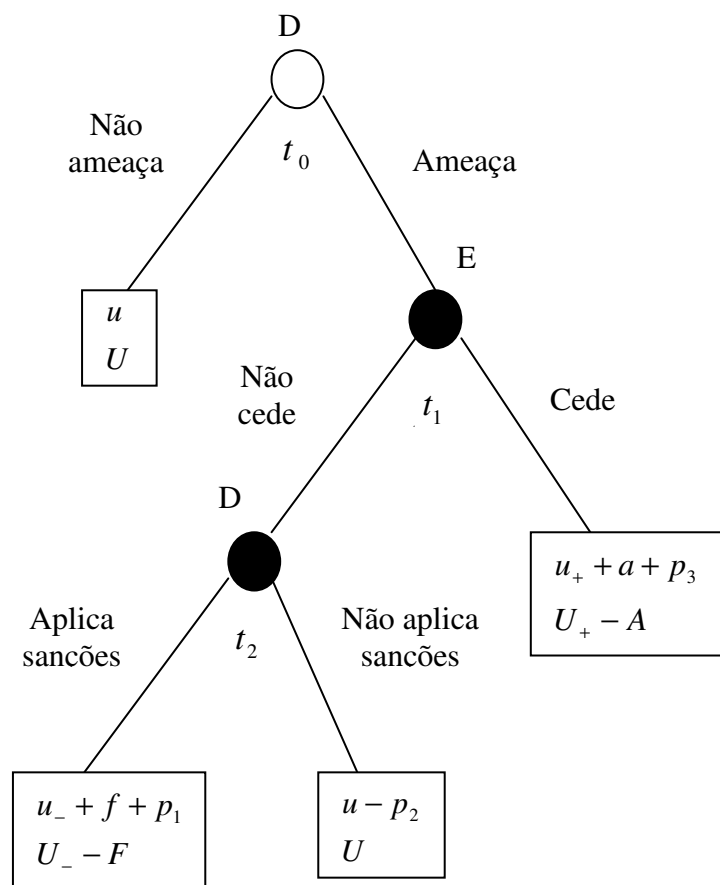 D
Não
ameaça
t₀
Ameaça
u
U
E
Não
cede
t₁
Cede
D
u₊ + a + p₃
U₊ − A
Aplica
sancões
t₂
Não aplica
sancões
u₋ + f + p₁
U₋ − F
u − p₂
U